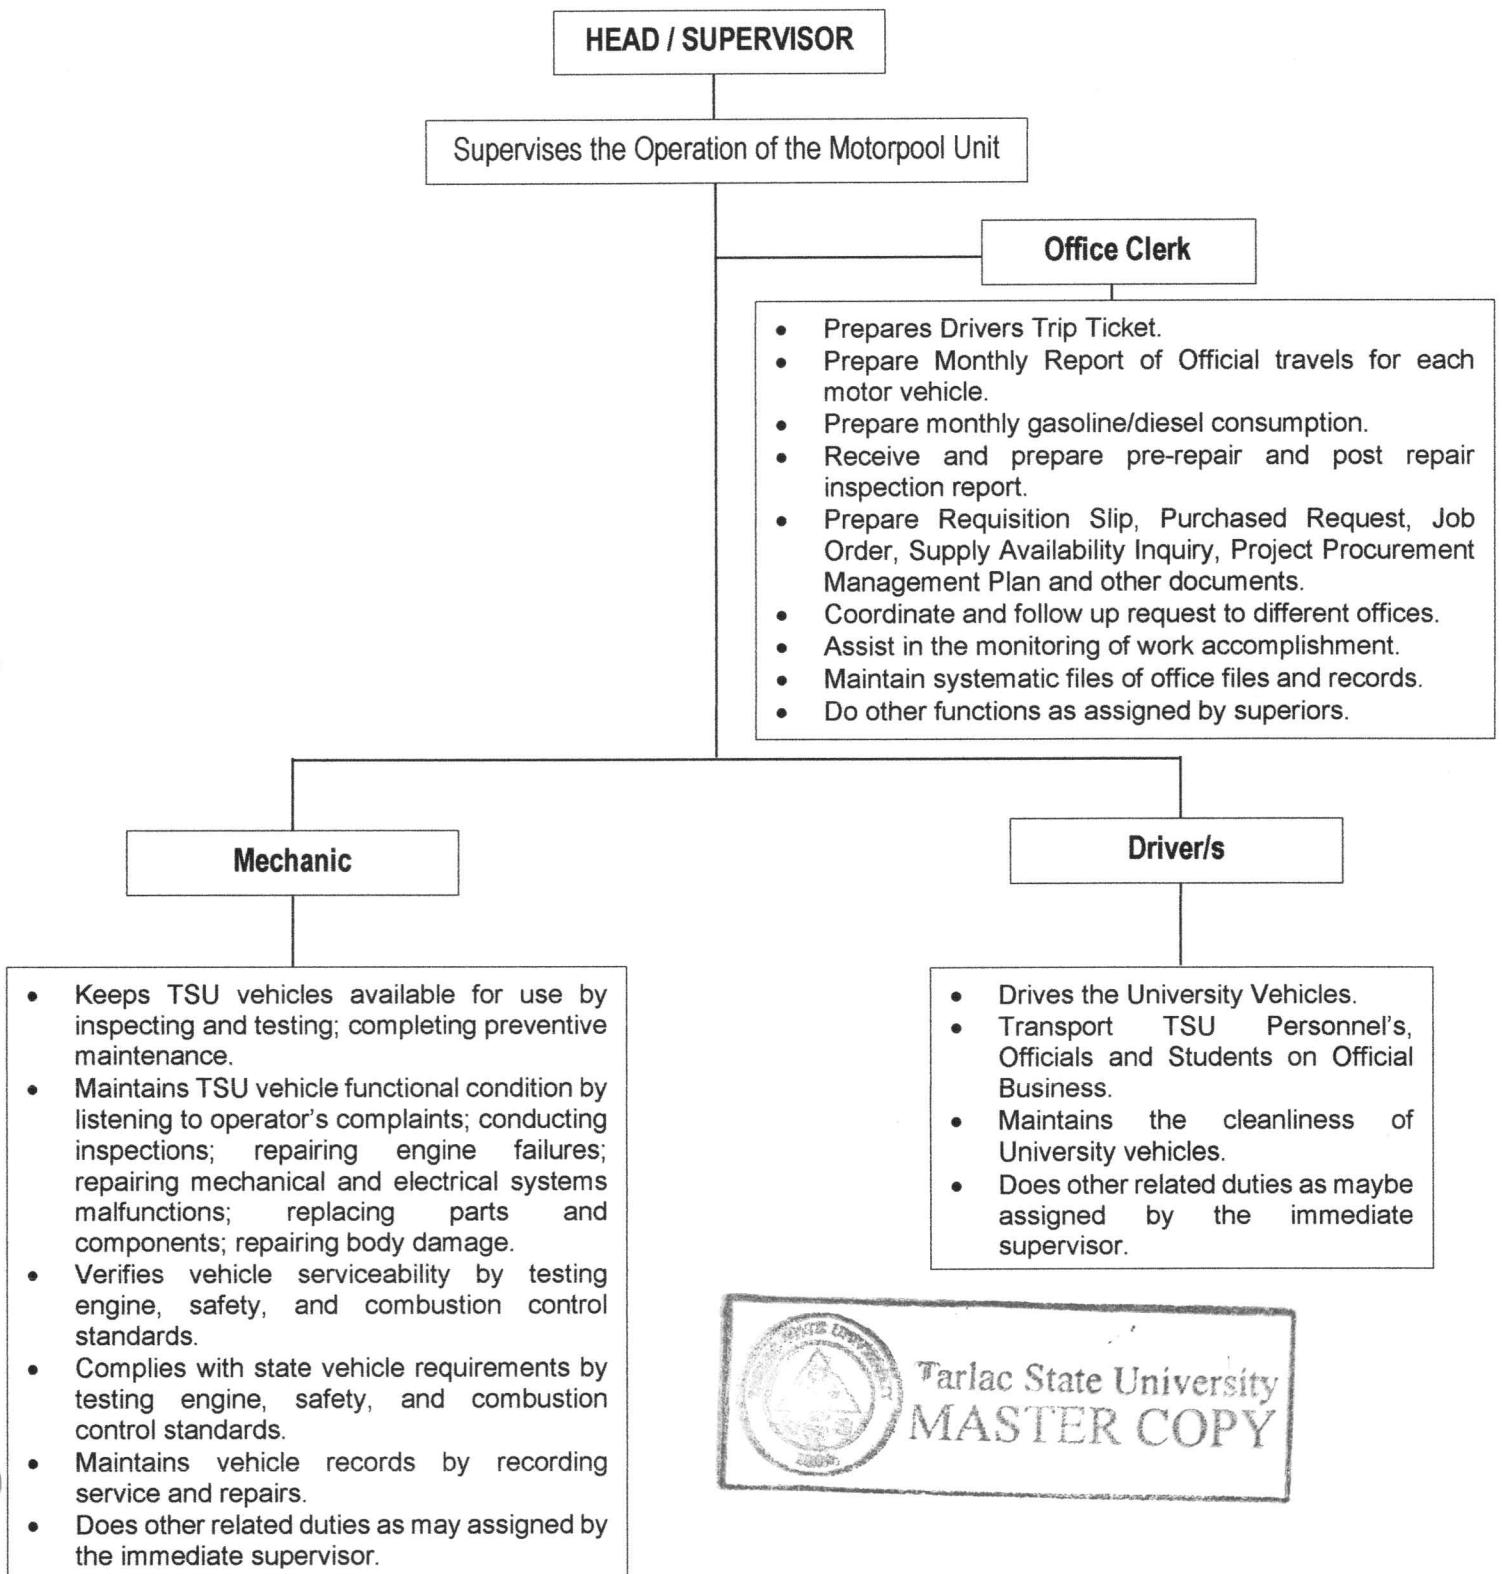 HEAD / SUPERVISOR
Supervises the Operation of the Motorpool Unit
Office Clerk
• Prepares Drivers Trip Ticket.
• Prepare Monthly Report of Official travels for each
motor vehicle.
• Prepare monthly gasoline/diesel consumption.
• Receive and prepare pre-repair and post repair
inspection report.
• Prepare Requisition Slip, Purchased Request, Job
Order, Supply Availability Inquiry, Project Procurement
Management Plan and other documents.
• Coordinate and follow up request to different offices.
• Assist in the monitoring of work accomplishment.
• Maintain systematic files of office files and records.
• Do other functions as assigned by superiors.
Mechanic
• Keeps TSU vehicles available for use by
inspecting and testing; completing preventive
maintenance.
• Maintains TSU vehicle functional condition by
listening to operator's complaints; conducting
inspections; repairing engine failures;
repairing mechanical and electrical systems
malfunctions; replacing parts and
components; repairing body damage.
• Verifies vehicle serviceability by testing
engine, safety, and combustion control
standards.
• Complies with state vehicle requirements by
testing engine, safety, and combustion
control standards.
• Maintains vehicle records by recording
service and repairs.
• Does other related duties as may assigned by
the immediate supervisor.
Driver/s
• Drives the University Vehicles.
• Transport TSU Personnel's,
Officials and Students on Official
Business.
• Maintains the cleanliness of
University vehicles.
• Does other related duties as maybe
assigned by the immediate
supervisor.
Tarlac State University
MASTER COPY